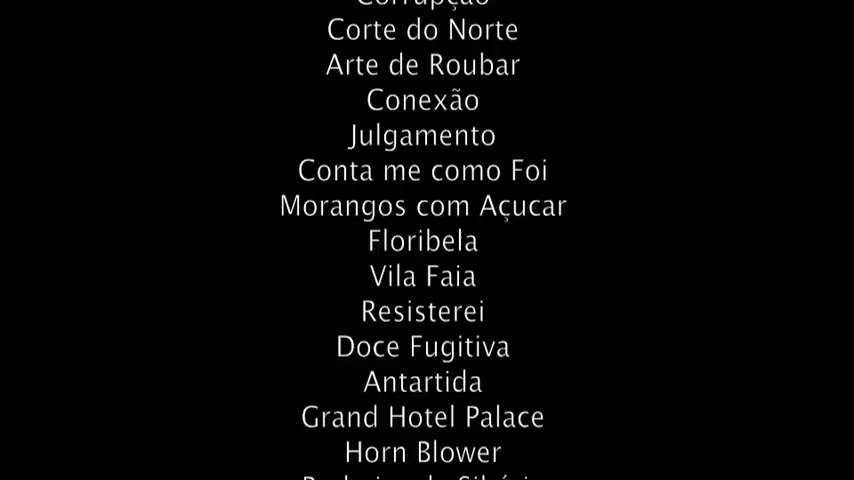 Corrupção
Corte do Norte
Arte de Roubar
Conexão
Julgamento
Conta me como Foi
Morangos com Açucar
Floribela
Vila Faia
Resisterei
Doce Fugitiva
Antartida
Grand Hotel Palace
Horn Blower